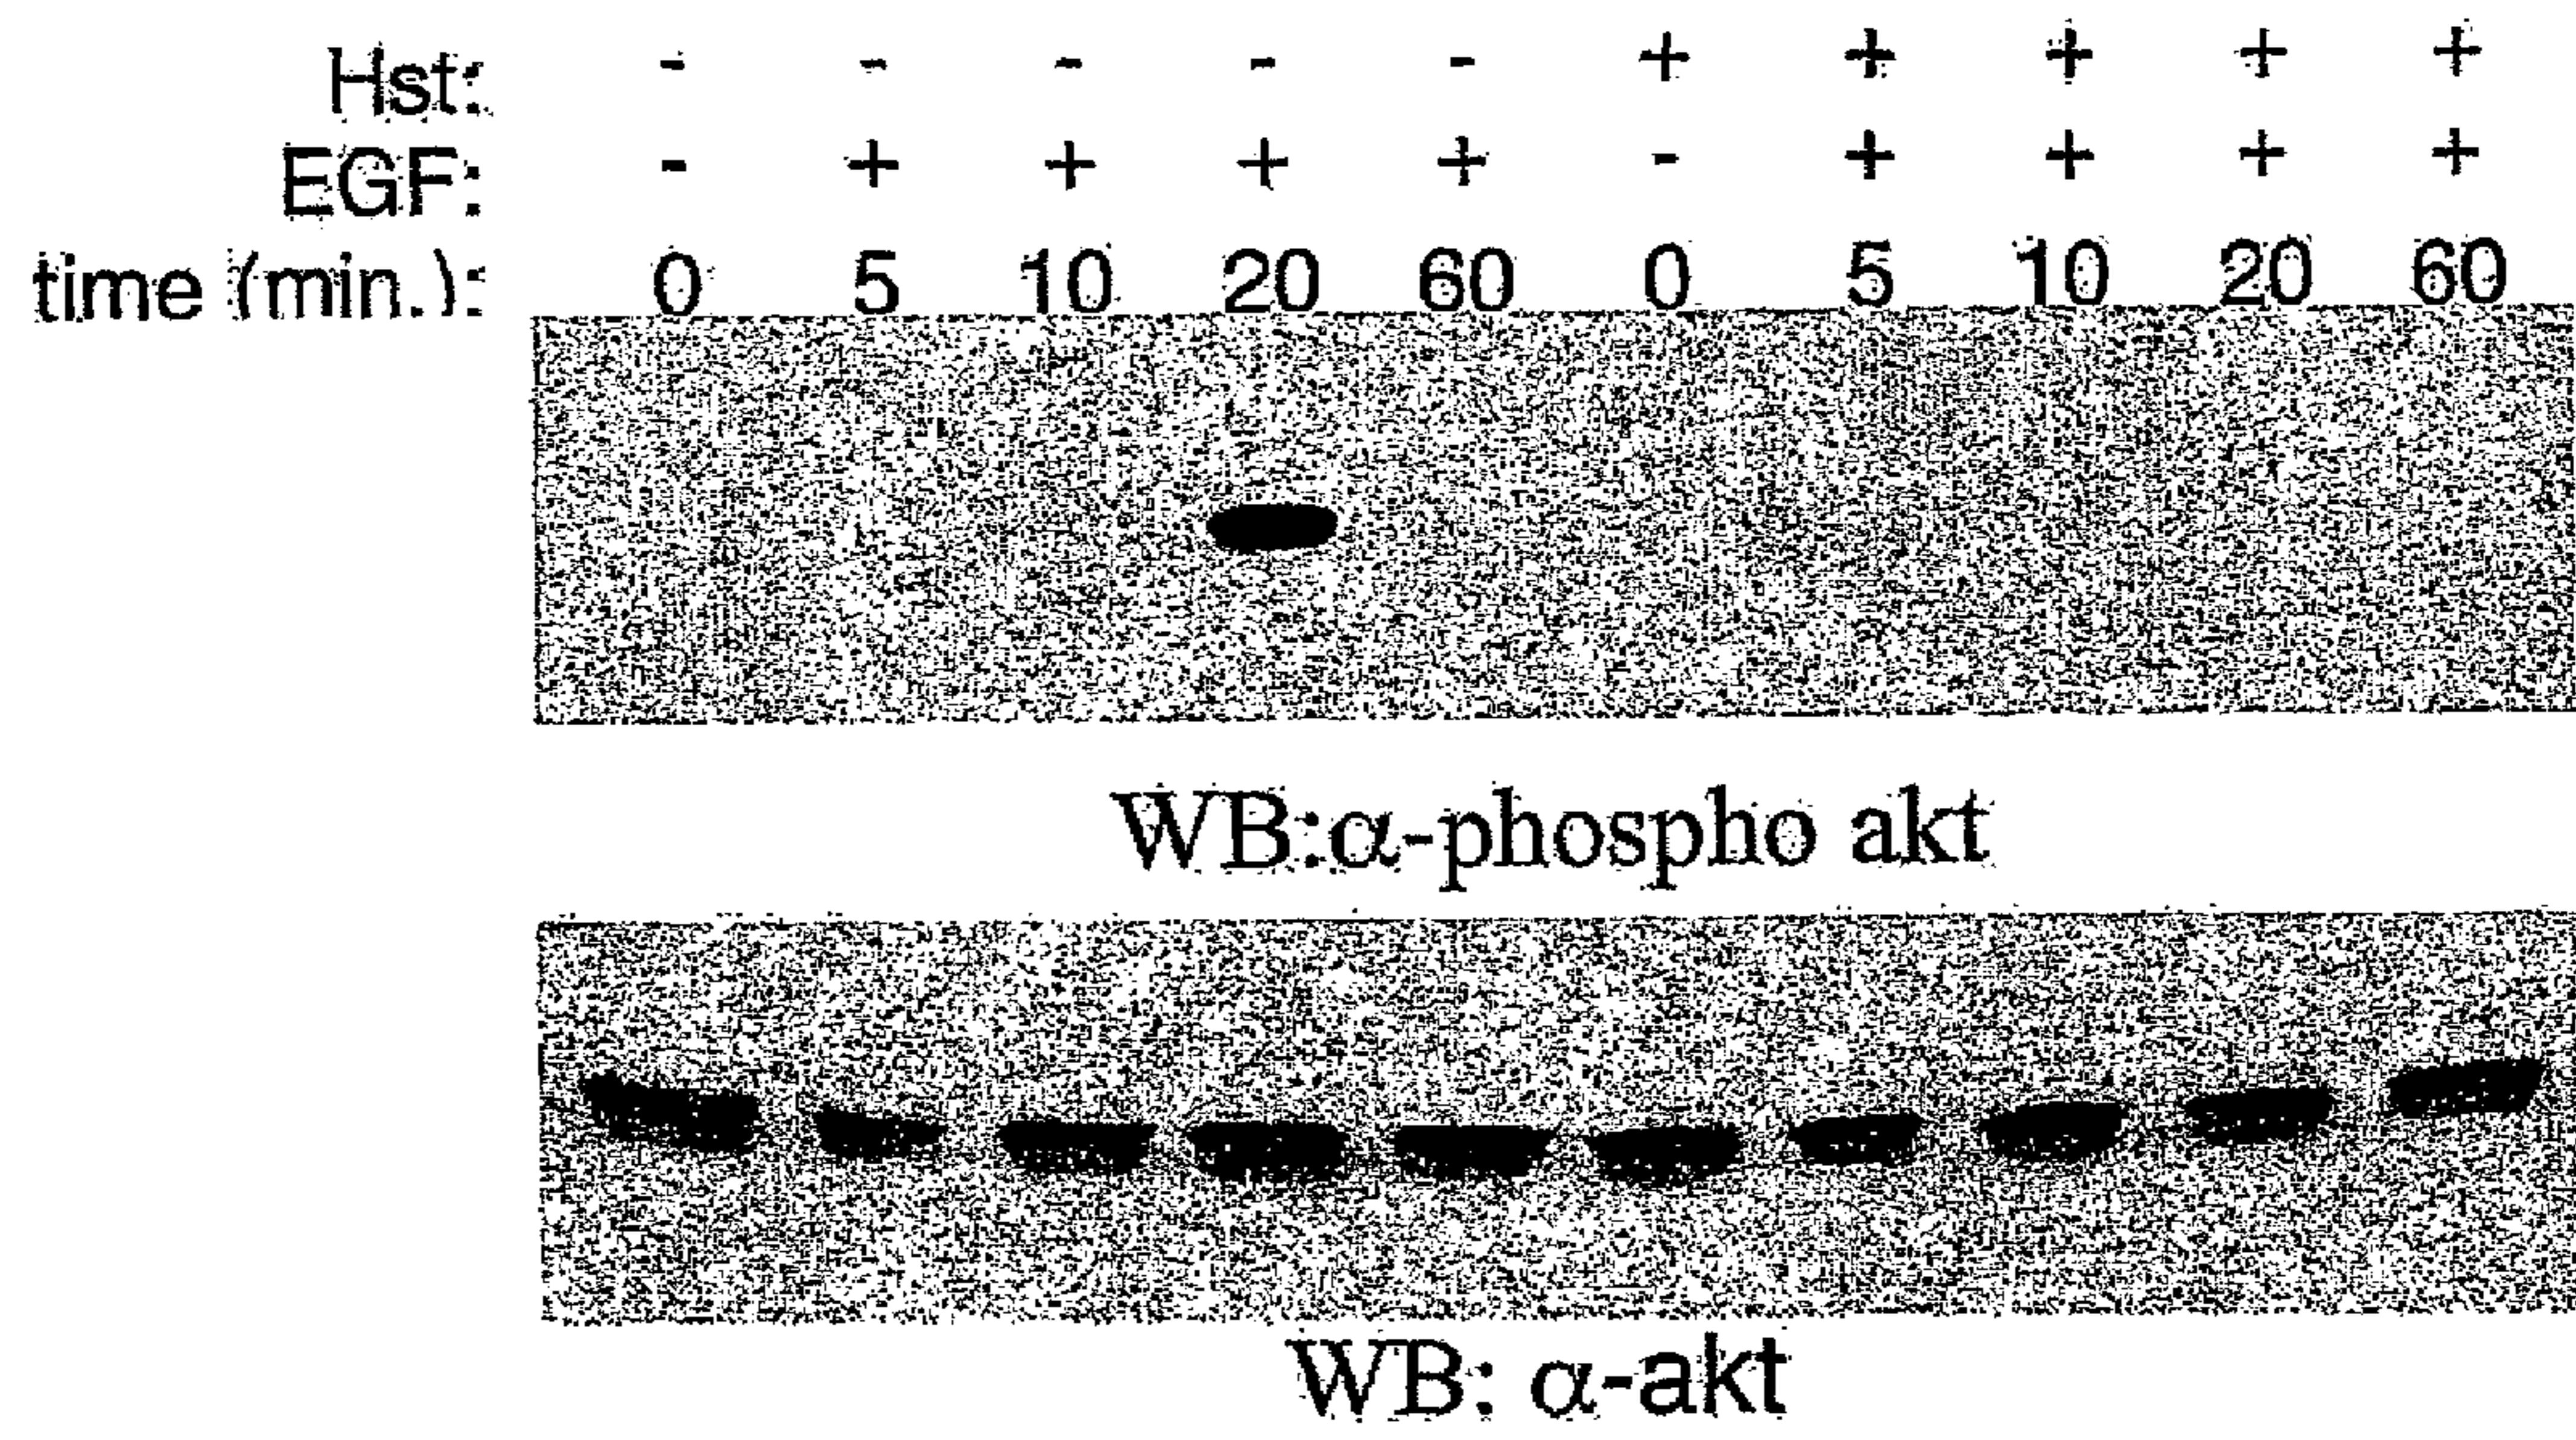 Hst: - - - - - + + + + +
EGF: - + + + + - + + + +
time (min.): 0 5 10 20 60 0 5 10 20 60
WB:α-phospho akt
WB: α-akt